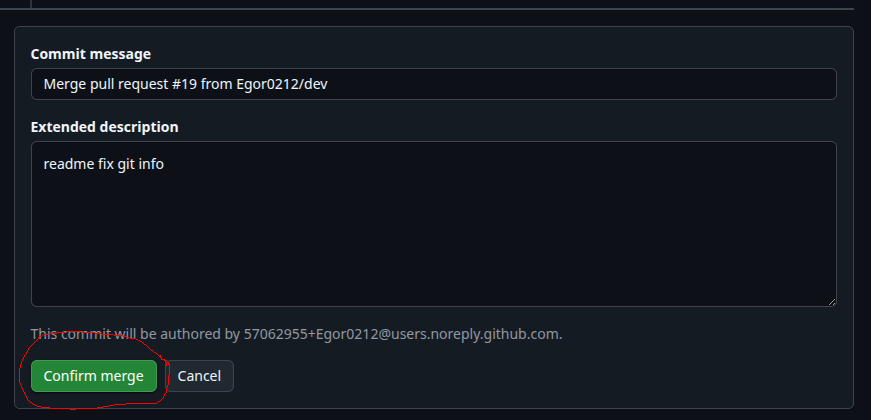 Commit message
Merge pull request #19 from Egor0212/dev
Extended description
readme fix git info
This commit will be authored by 57062955+Egor0212@users.noreply.github.com.
Confirm merge
Cancel